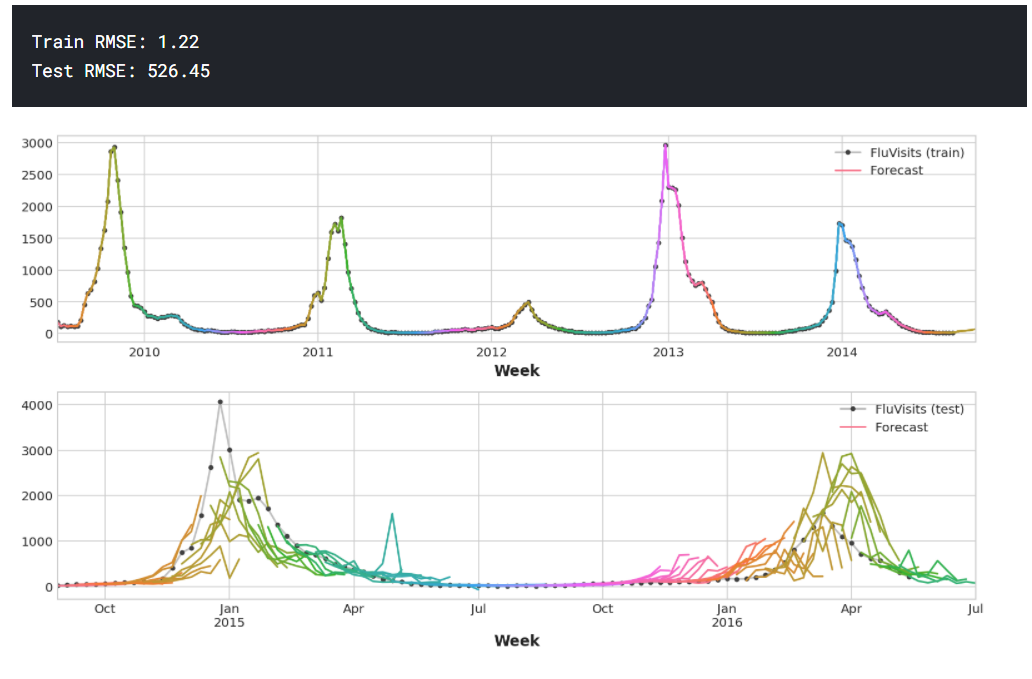 Train RMSE: 1.22
Test RMSE: 526.45
3000
2500
2000
1500
1000
500
0
FluVisits (train)
Forecast
2010 2011 2012 2013 2014
Week
4000
3000
2000
1000
0
FluVisits (test)
Forecast
Oct Jan Apr Jul Oct Jan Apr Jul
2015 2016
Week